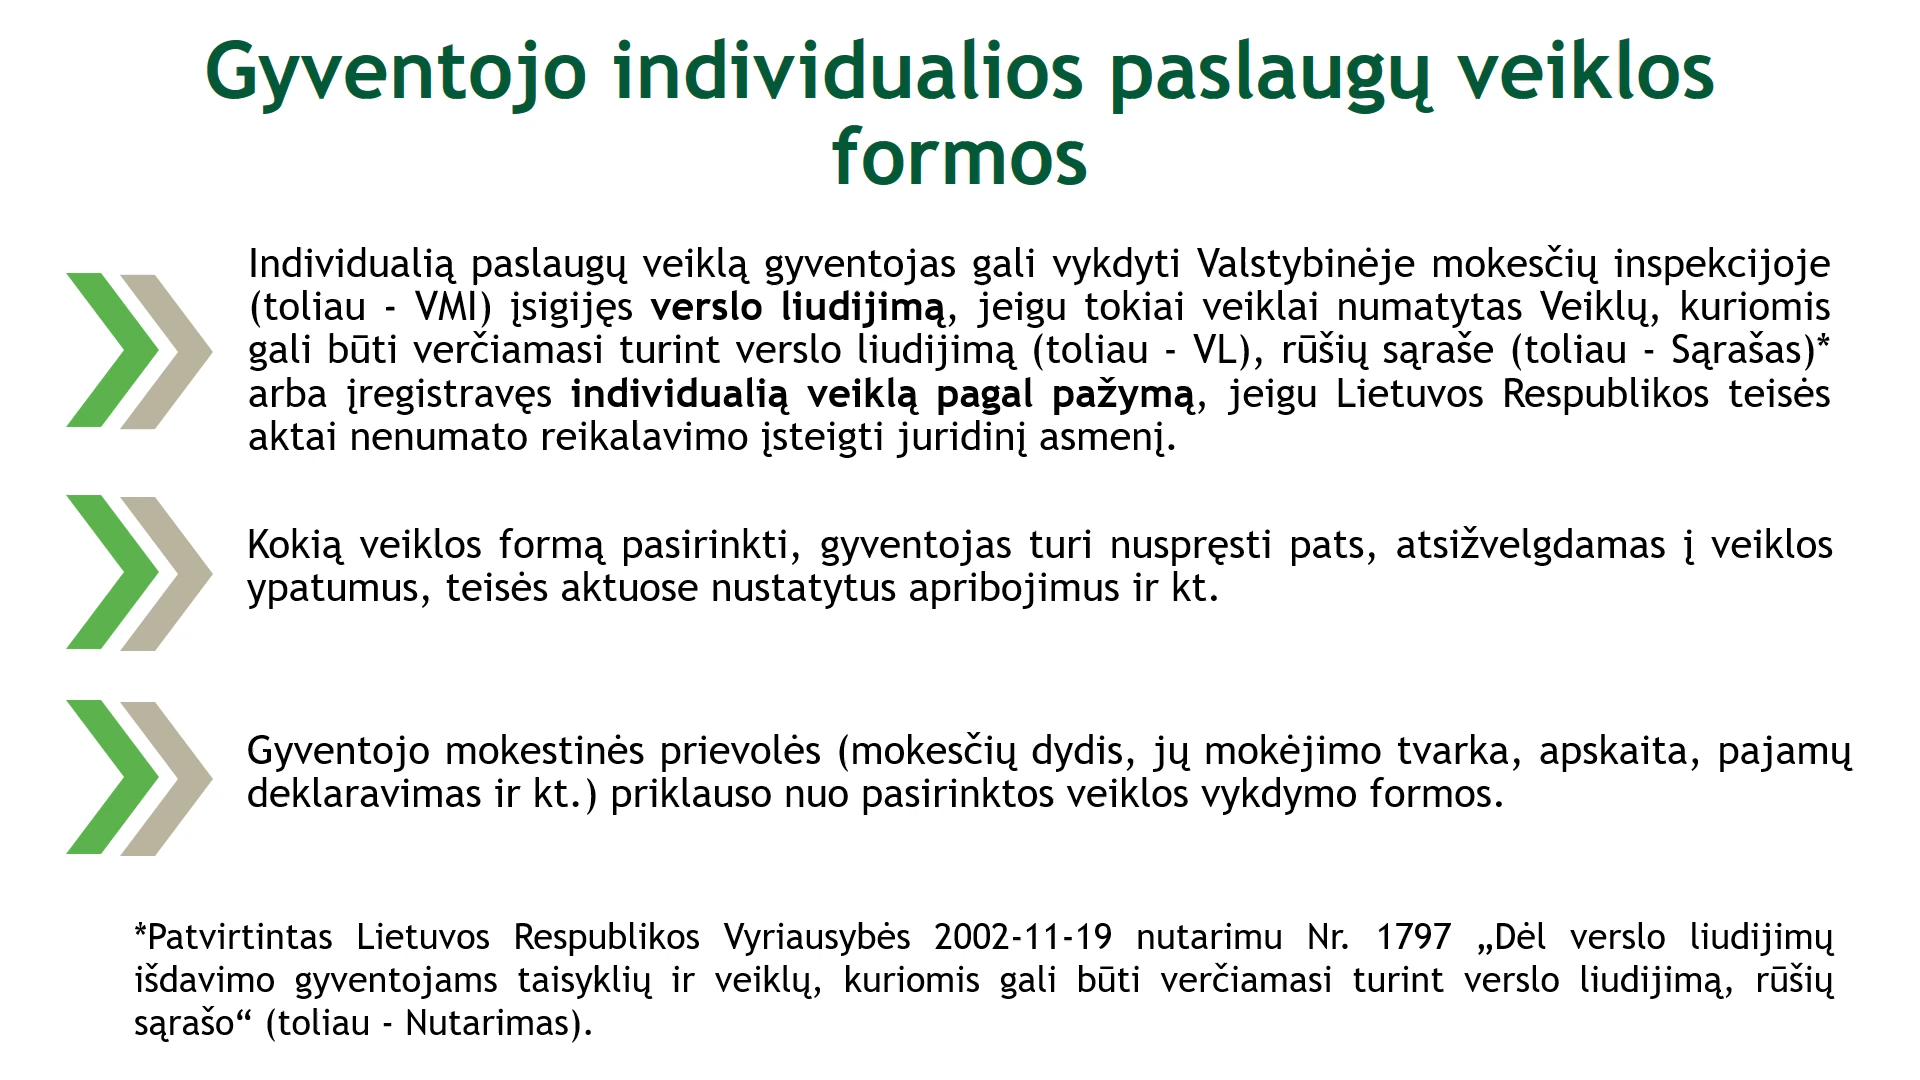 Gyventojo individualios paslaugų veiklos
formos
Individualią paslaugų veiklą gyventojas gali vykdyti Valstybinėje mokesčių inspekcijoje
(toliau - VMI) įsigijęs verslo liudijimą, jeigu tokiai veiklai numatytas Veiklų, kuriomis
gali būti verčiamasi turint verslo liudijimą (toliau - VL), rūšių sąraše (toliau - Sąrašas)*
arba įregistravęs individualią veiklą pagal pažymą, jeigu Lietuvos Respublikos teisės
aktai nenumato reikalavimo įsteigti juridinį asmenį.
Kokią veiklos formą pasirinkti, gyventojas turi nuspręsti pats, atsižvelgdamas į veiklos
ypatumus, teisės aktuose nustatytus apribojimus ir kt.
Gyventojo mokestinės prievolės (mokesčių dydis, jų mokėjimo tvarka, apskaita, pajamų
deklaravimas ir kt.) priklauso nuo pasirinktos veiklos vykdymo formos.
*Patvirtintas Lietuvos Respublikos Vyriausybės 2002-11-19 nutarimu Nr. 1797 „Dėl verslo liudijimų
išdavimo gyventojams taisyklių ir veiklų, kuriomis gali būti verčiamasi turint verslo liudijimą, rūšių
sąrašo“ (toliau - Nutarimas).